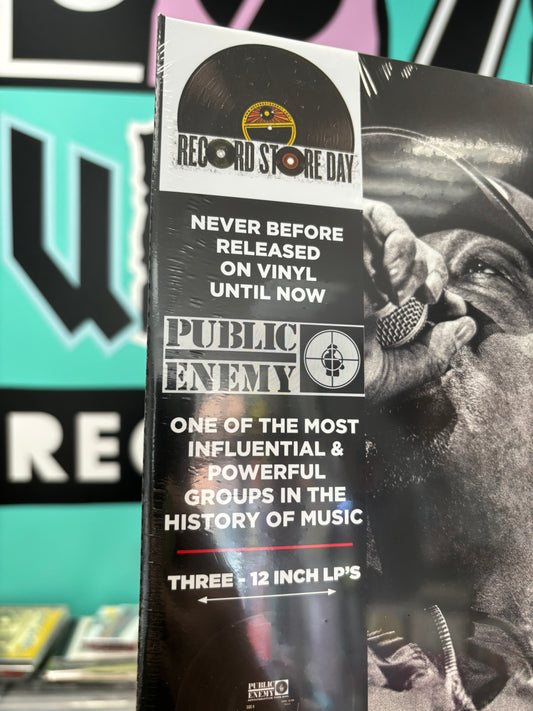 RECORD STORE DAY
NEVER BEFORE
RELEASED
ON VINYL
UNTIL NOW
PUBLIC
ENEMY
ONE OF THE MOST
INFLUENTIAL &
POWERFUL
GROUPS IN THE
HISTORY OF MUSIC
THREE - 12 INCH LP'S
PUBLIC
ENEMY
REC